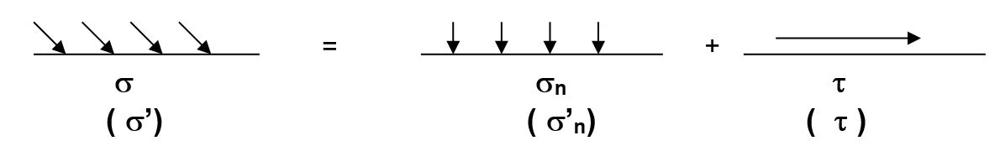 = +
σ σn τ
( σ’) ( σ’n) ( τ )